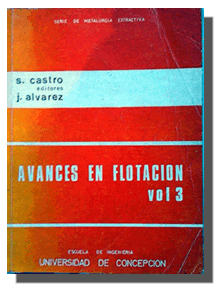 SERIE DE METALURGIA EXTRACTIVA
s. castro
editores
j. alvarez
AVANCES EN FLOTACION
vol 3
ESCUELA DE INGENIERIA
UNIVERSIDAD DE CONCEPCION